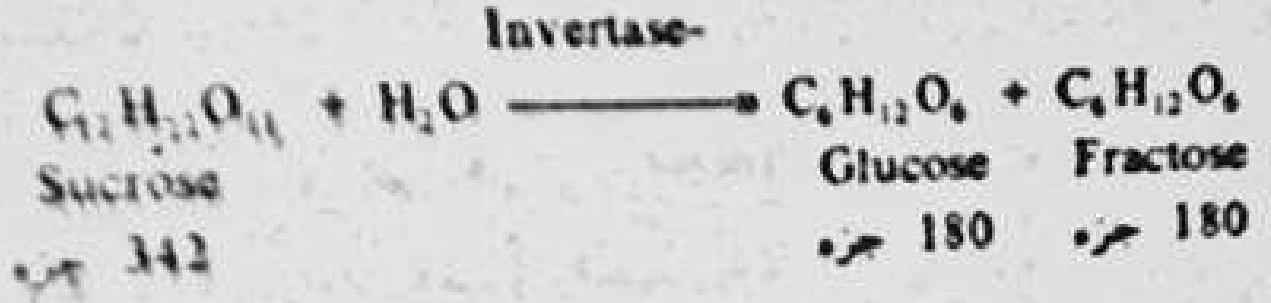 Invertase-
C₁₂H₂₂O₁₁ + H₂O → C₆H₁₂O₆ + C₆H₁₂O₆
Sucrose Glucose Fractose
342 جزء 180 جزء 180 جزء